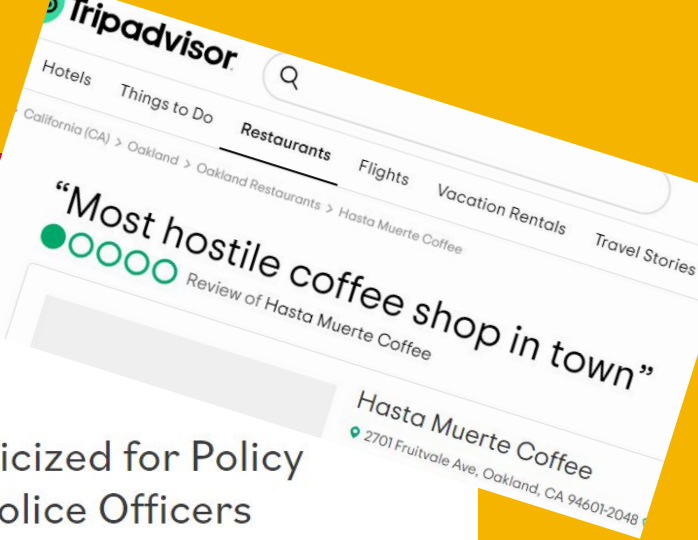 Tripadvisor
Hotels Things to Do Restaurants Flights Vacation Rentals Travel Stories
California (CA) > Oakland > Oakland Restaurants > Hasta Muerte Coffee
“Most hostile coffee shop in town”
Review of Hasta Muerte Coffee
Hasta Muerte Coffee
2701 Fruitvale Ave, Oakland, CA 94601-2048
icized for Policy
olice Officers